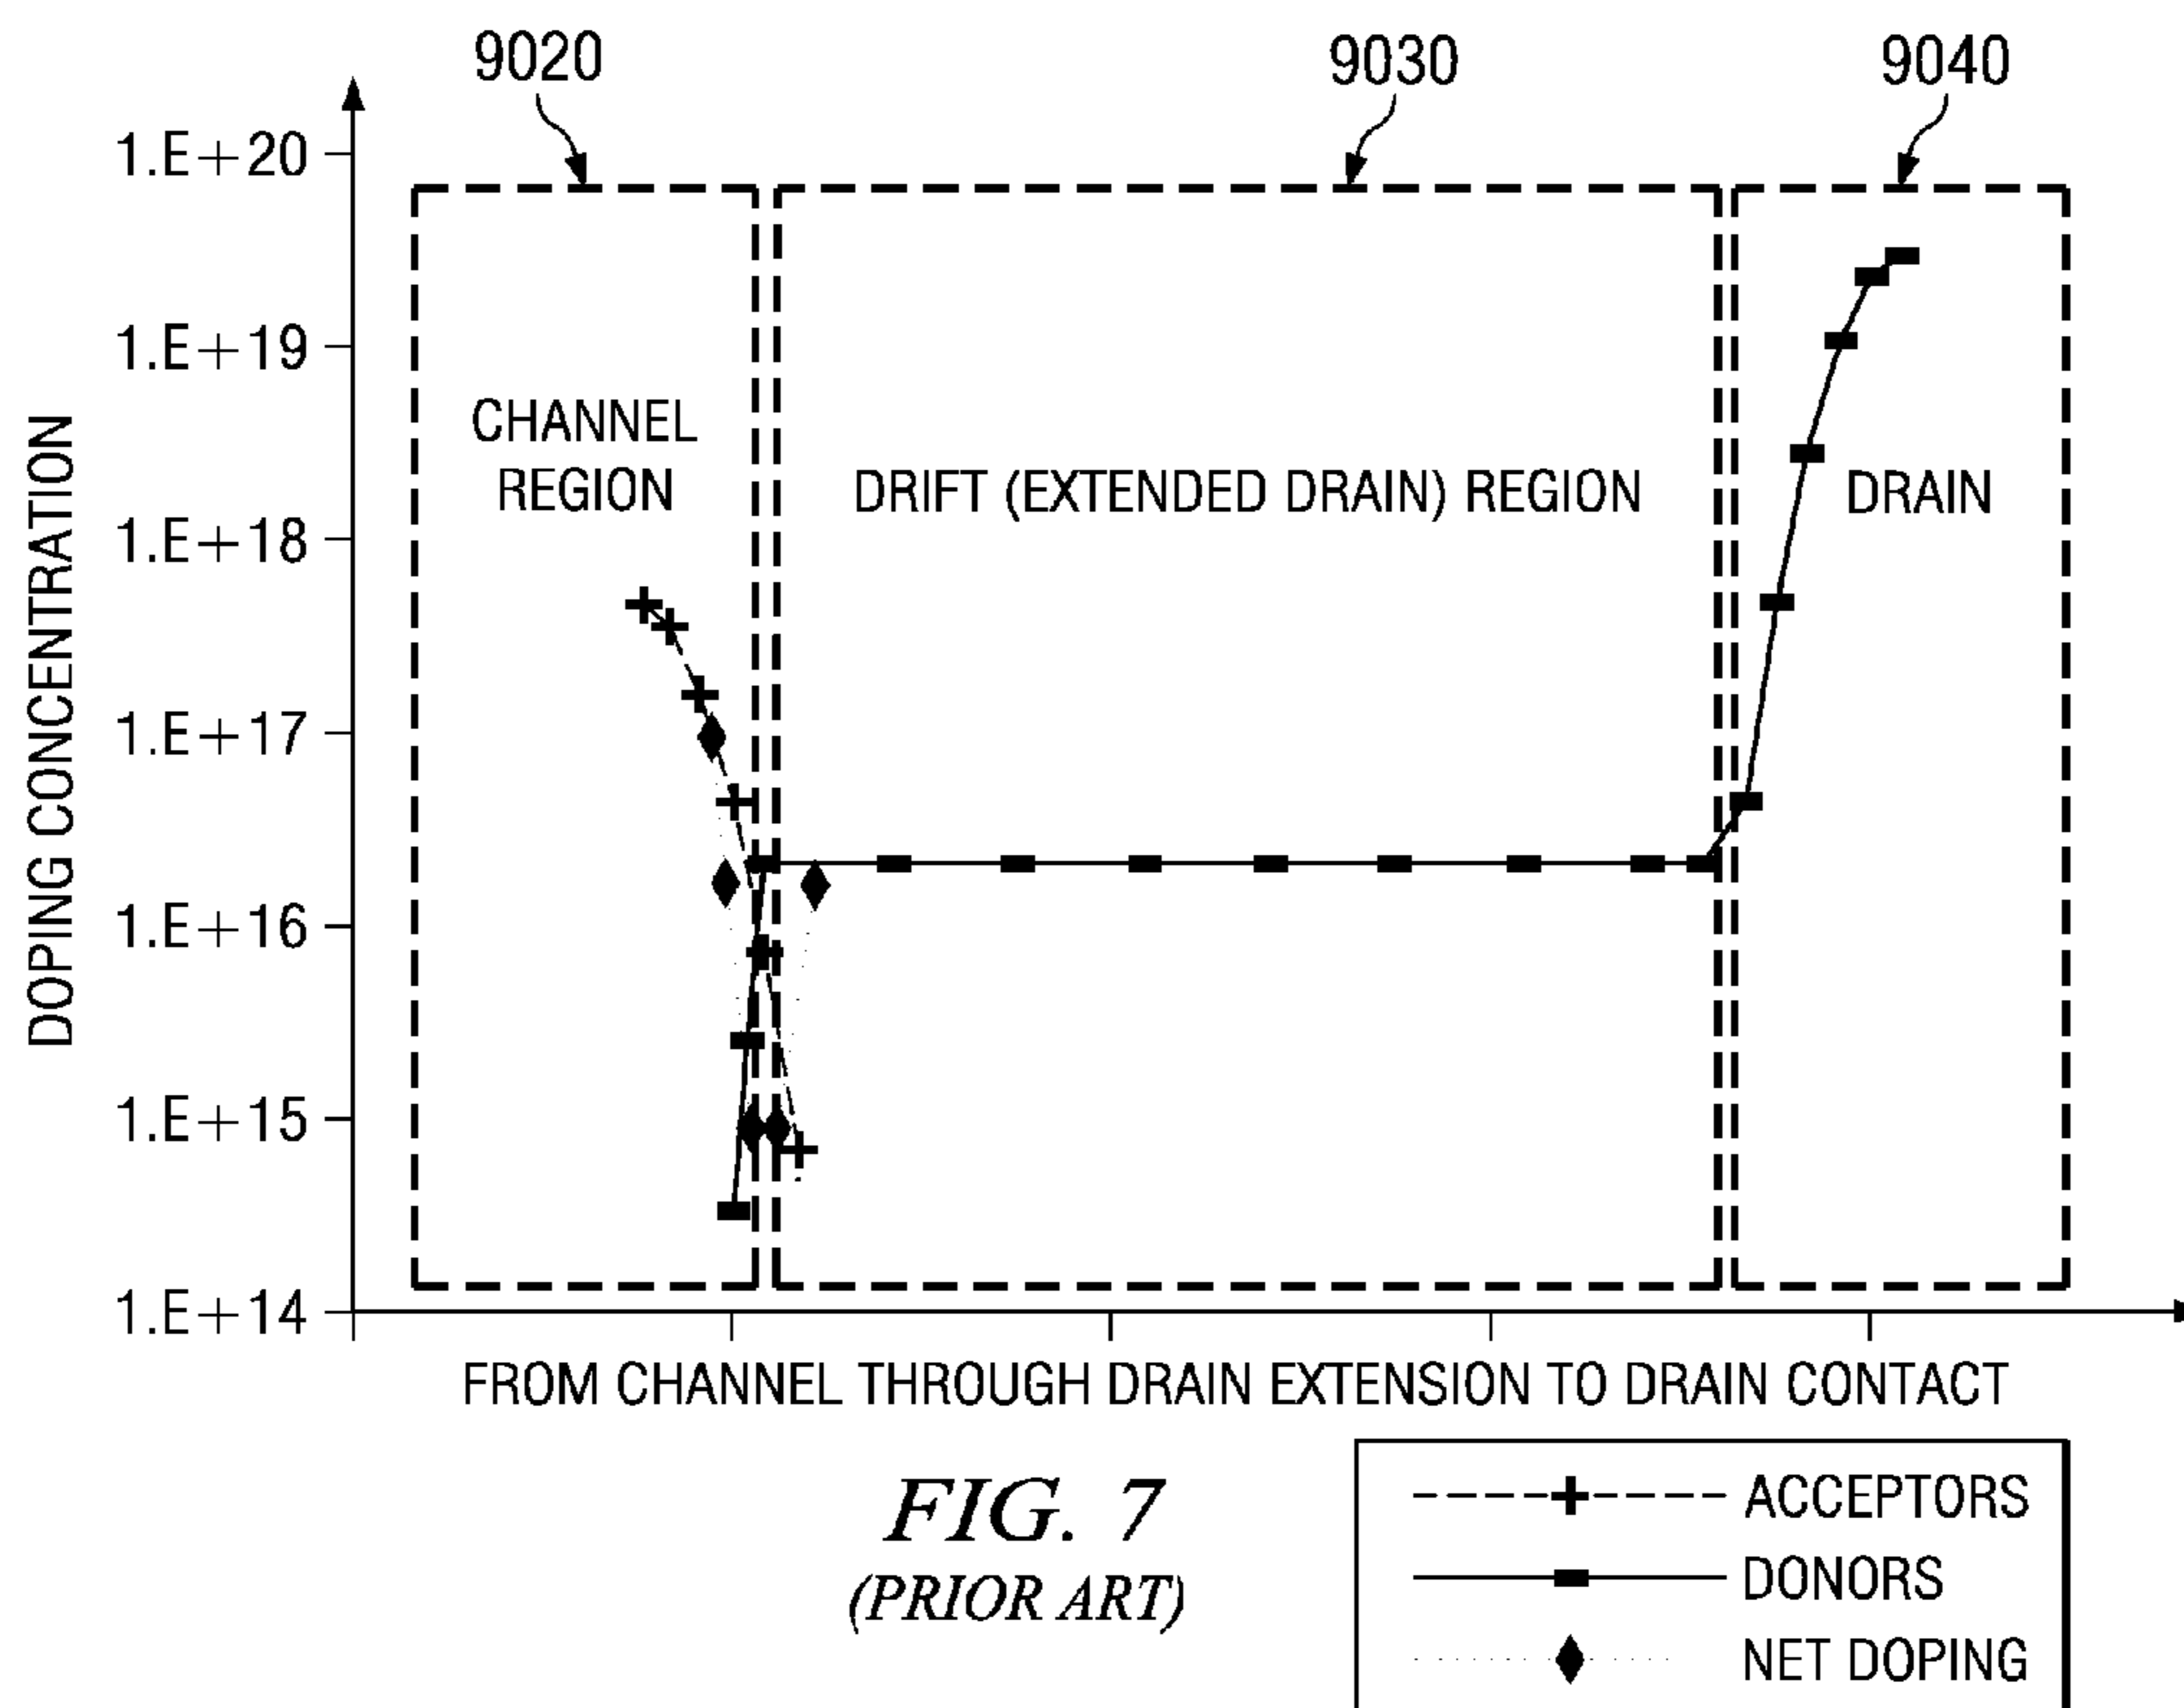 9020
9030
9040
1.E+20
1.E+19
1.E+18
1.E+17
1.E+16
1.E+15
1.E+14
DOPING CONCENTRATION
CHANNEL
REGION
DRIFT (EXTENDED DRAIN) REGION
DRAIN
FROM CHANNEL THROUGH DRAIN EXTENSION TO DRAIN CONTACT
FIG. 7
(PRIOR ART)
ACCEPTORS
DONORS
NET DOPING